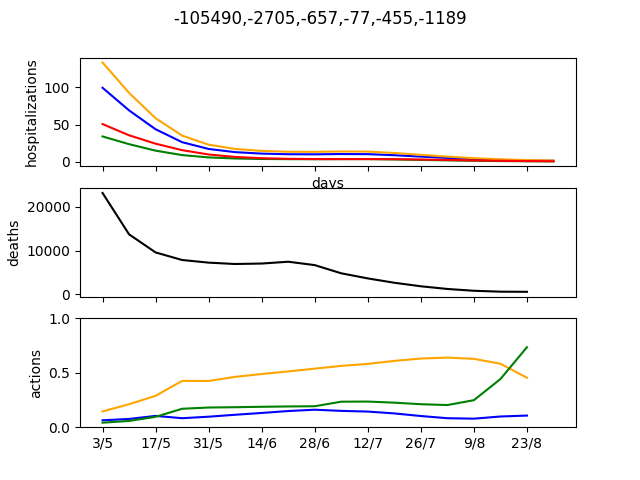 -105490,-2705,-657,-77,-455,-1189
hospitalizations
100
50
0
days
deaths
20000
10000
0
actions
1.0
0.5
0.0
3/5 17/5 31/5 14/6 28/6 12/7 26/7 9/8 23/8